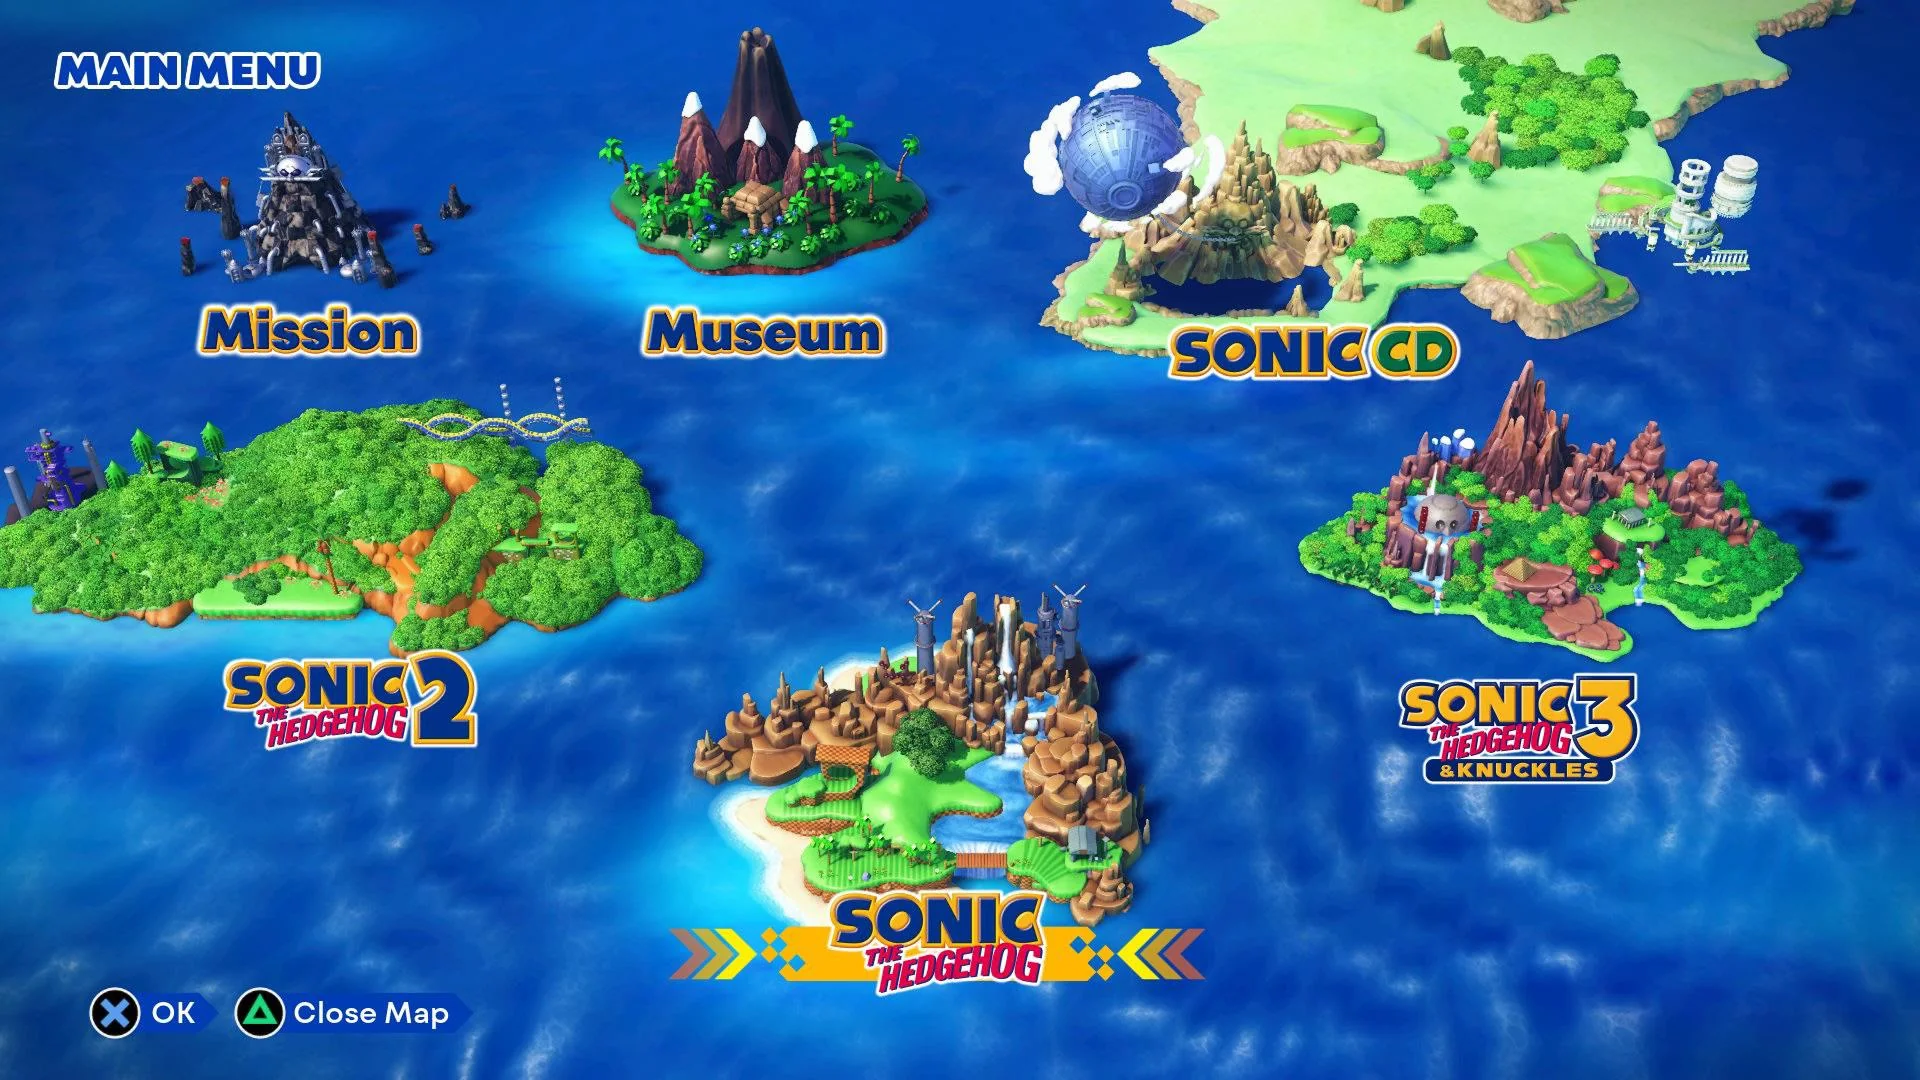 MAIN MENU
Mission
Museum
SONIC CD
SONIC
THE
HEDGEHOG 2
SONIC
THE
HEDGEHOG 3
&KNUCKLES
SONIC
THE
HEDGEHOG
OK
Close Map